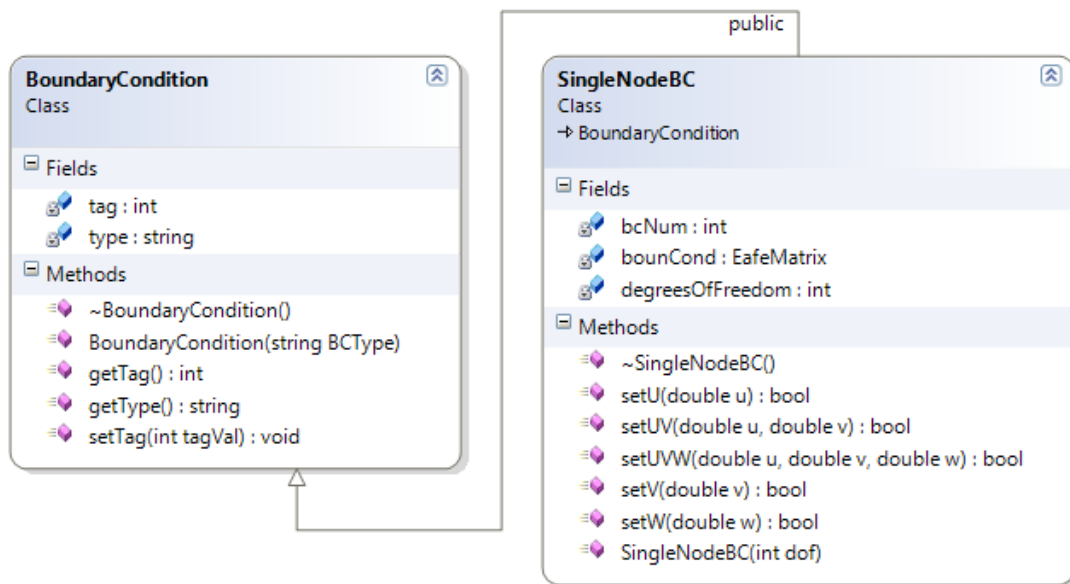 public
BoundaryCondition
Class
Fields
tag : int
type : string
Methods
~BoundaryCondition()
BoundaryCondition(string BCType)
getTag() : int
getType() : string
setTag(int tagVal) : void
SingleNodeBC
Class
BoundaryCondition
Fields
bcNum : int
bounCond : EafeMatrix
degreesOfFreedom : int
Methods
~SingleNodeBC()
setU(double u) : bool
setUV(double u, double v) : bool
setUVW(double u, double v, double w) : bool
setV(double v) : bool
setW(double w) : bool
SingleNodeBC(int dof)